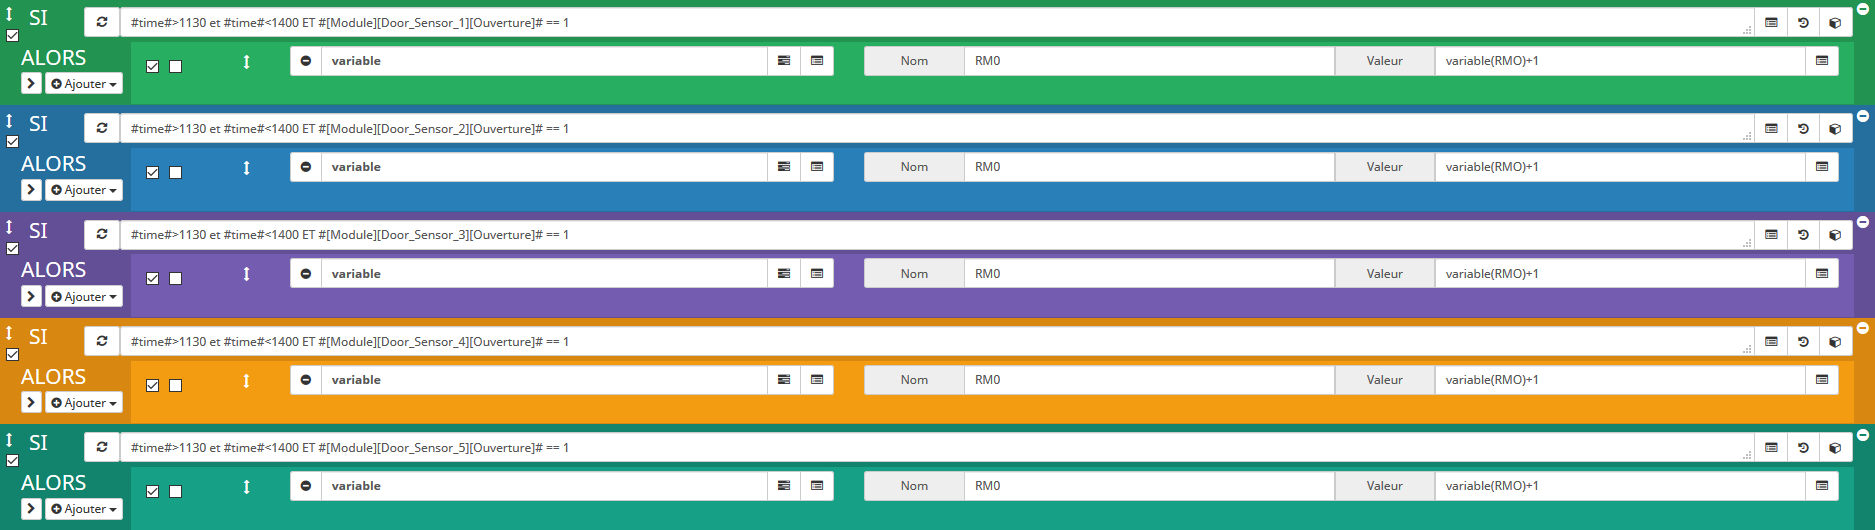 SI
#time#>1130 et #time#<1400 ET #[Module][Door_Sensor_1][Ouverture]# == 1
ALORS
variable Nom RM0 Valeur variable(RMO)+1
Ajouter
SI
#time#>1130 et #time#<1400 ET #[Module][Door_Sensor_2][Ouverture]# == 1
ALORS
variable Nom RM0 Valeur variable(RMO)+1
Ajouter
SI
#time#>1130 et #time#<1400 ET #[Module][Door_Sensor_3][Ouverture]# == 1
ALORS
variable Nom RM0 Valeur variable(RMO)+1
Ajouter
SI
#time#>1130 et #time#<1400 ET #[Module][Door_Sensor_4][Ouverture]# == 1
ALORS
variable Nom RM0 Valeur variable(RMO)+1
Ajouter
SI
#time#>1130 et #time#<1400 ET #[Module][Door_Sensor_5][Ouverture]# == 1
ALORS
variable Nom RM0 Valeur variable(RMO)+1
Ajouter